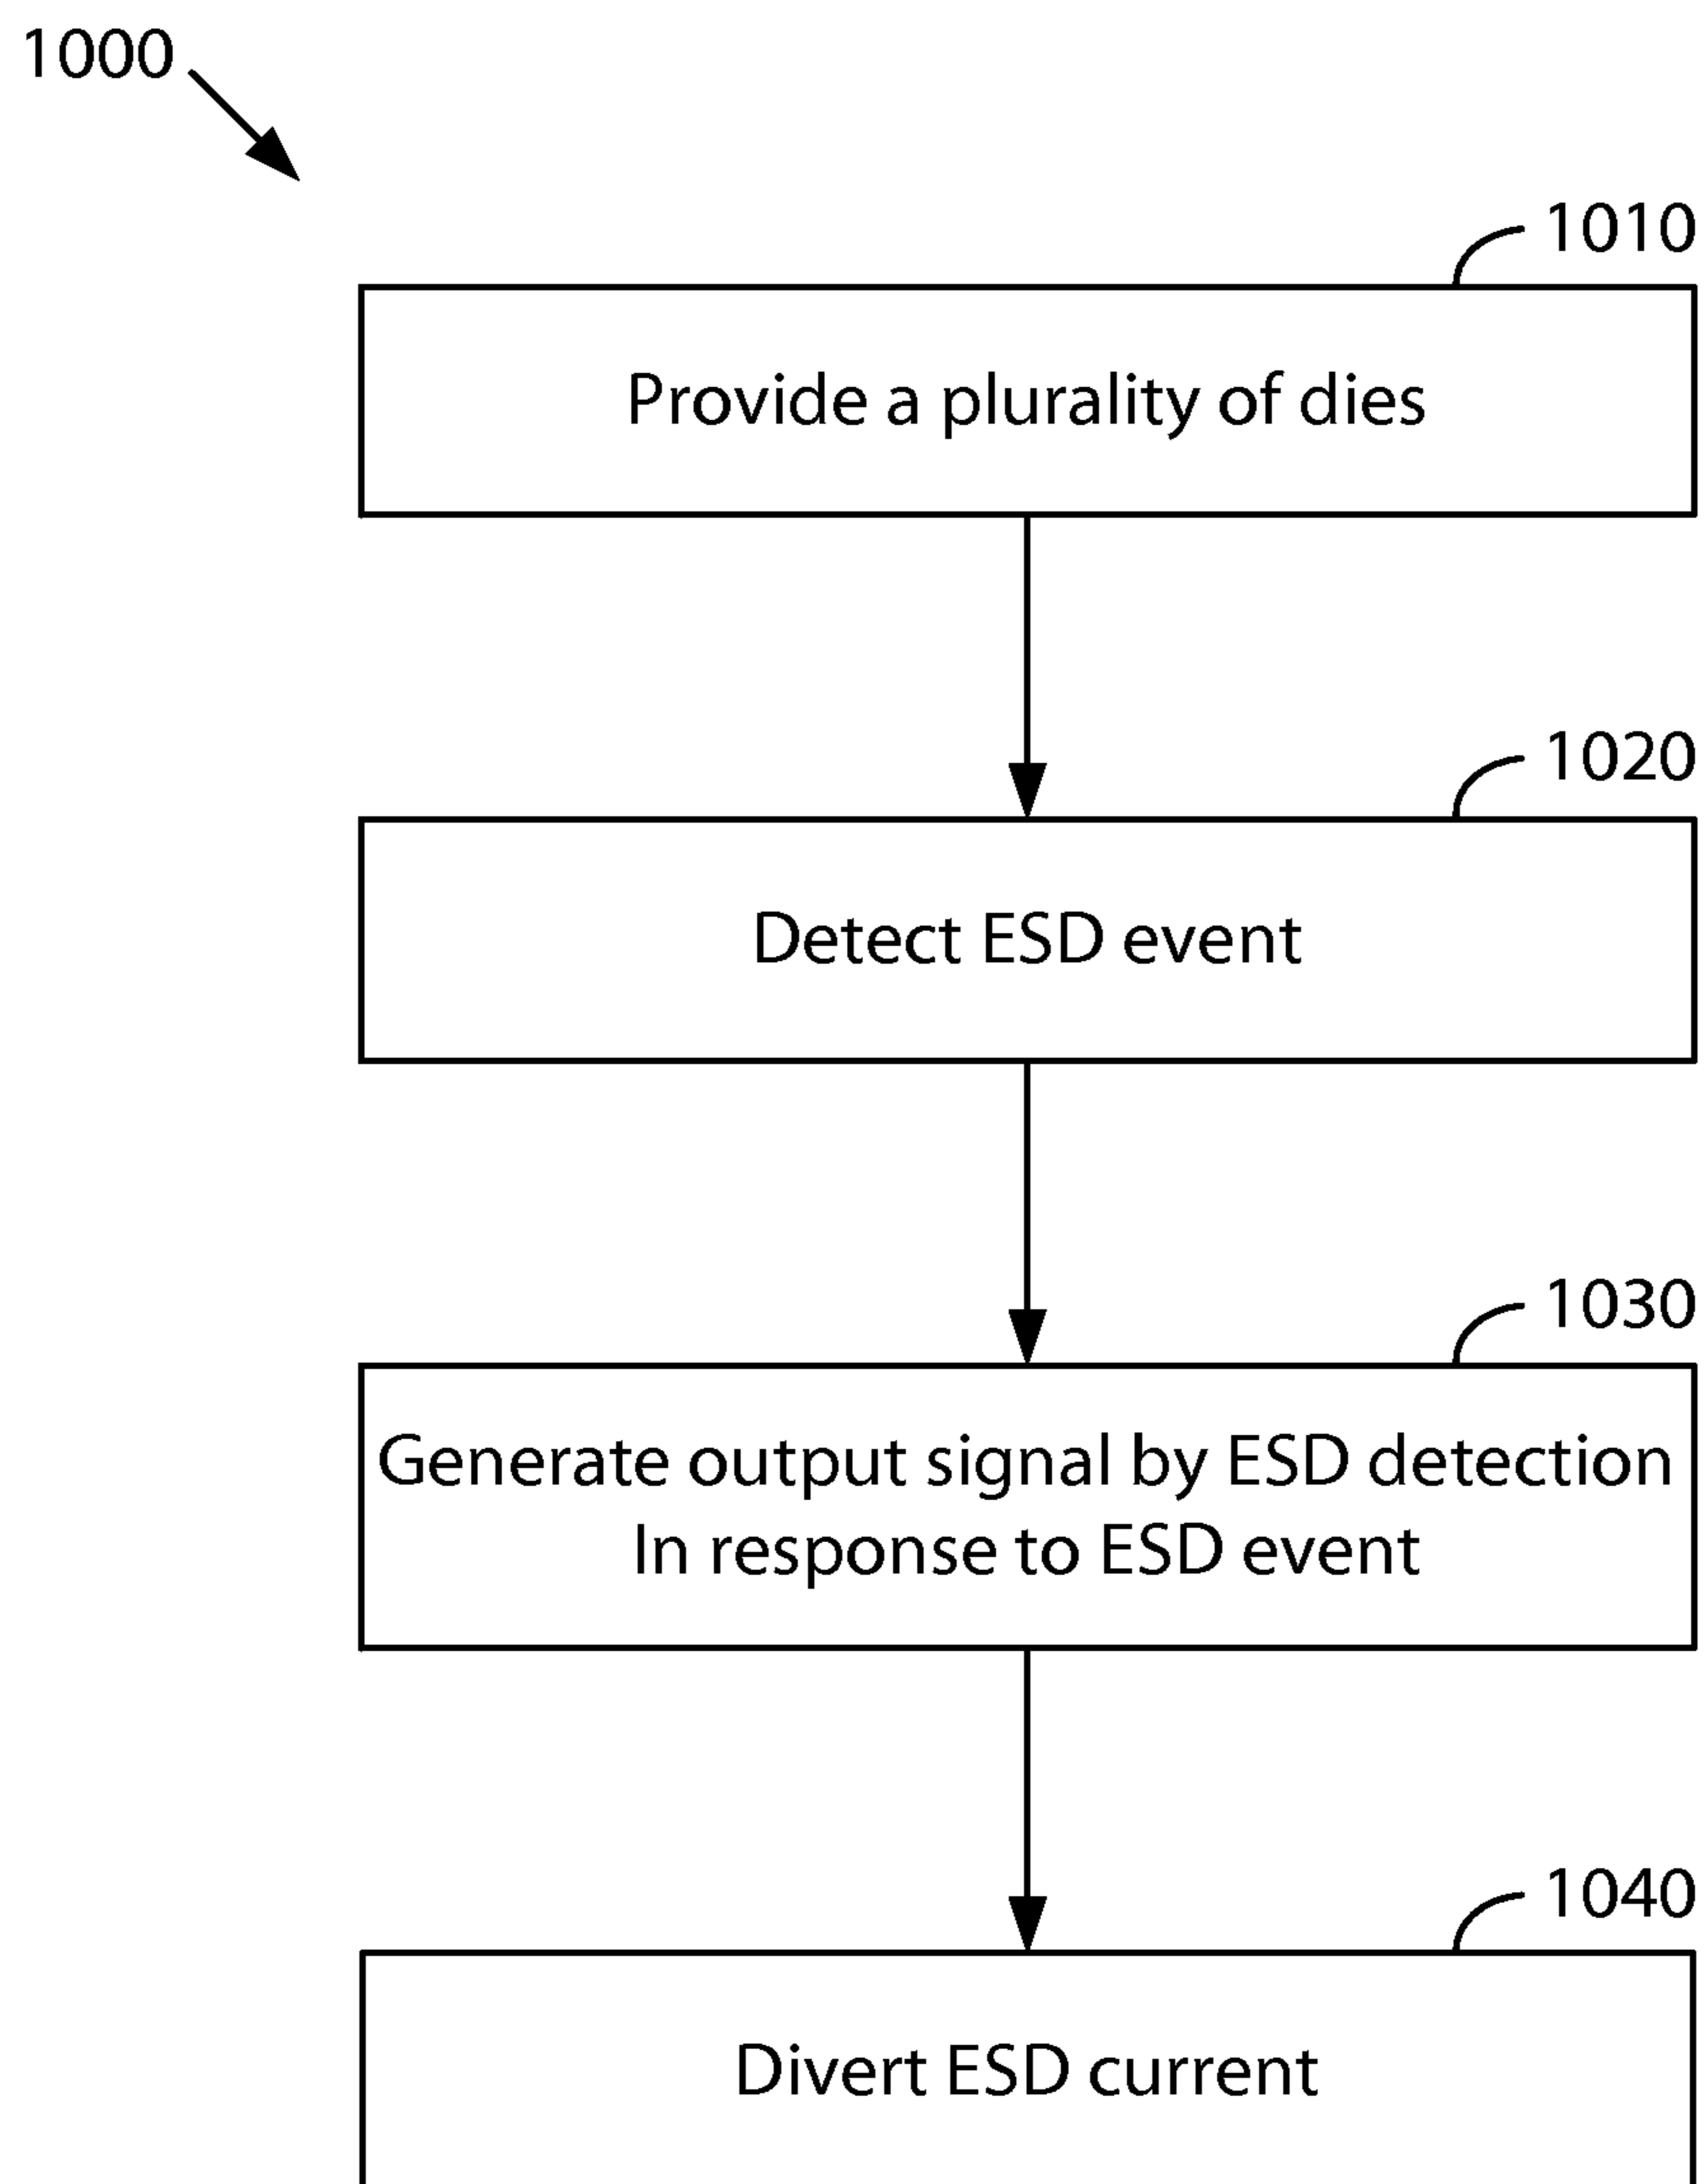 1000
1010
Provide a plurality of dies
1020
Detect ESD event
1030
Generate output signal by ESD detection
In response to ESD event
1040
Divert ESD current